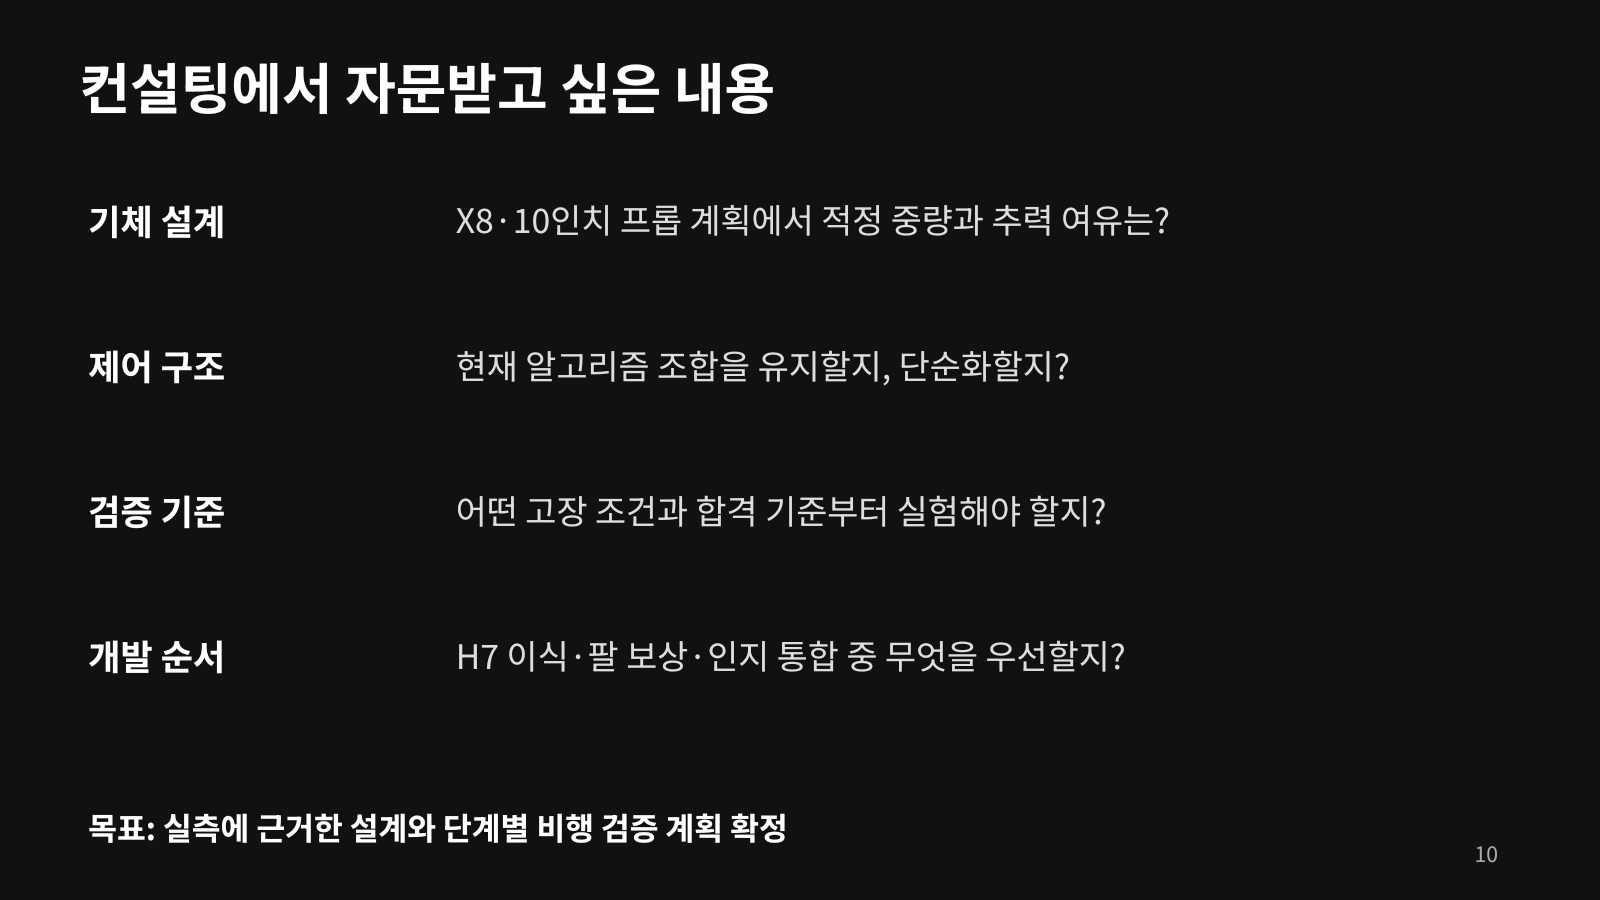 컨설팅에서 자문받고 싶은 내용
기체 설계 X8·10인치 프롭 계획에서 적정 중량과 추력 여유는?
제어 구조 현재 알고리즘 조합을 유지할지, 단순화할지?
검증 기준 어떤 고장 조건과 합격 기준부터 실험해야 할지?
개발 순서 H7 이식·팔 보상·인지 통합 중 무엇을 우선할지?
목표: 실측에 근거한 설계와 단계별 비행 검증 계획 확정
10